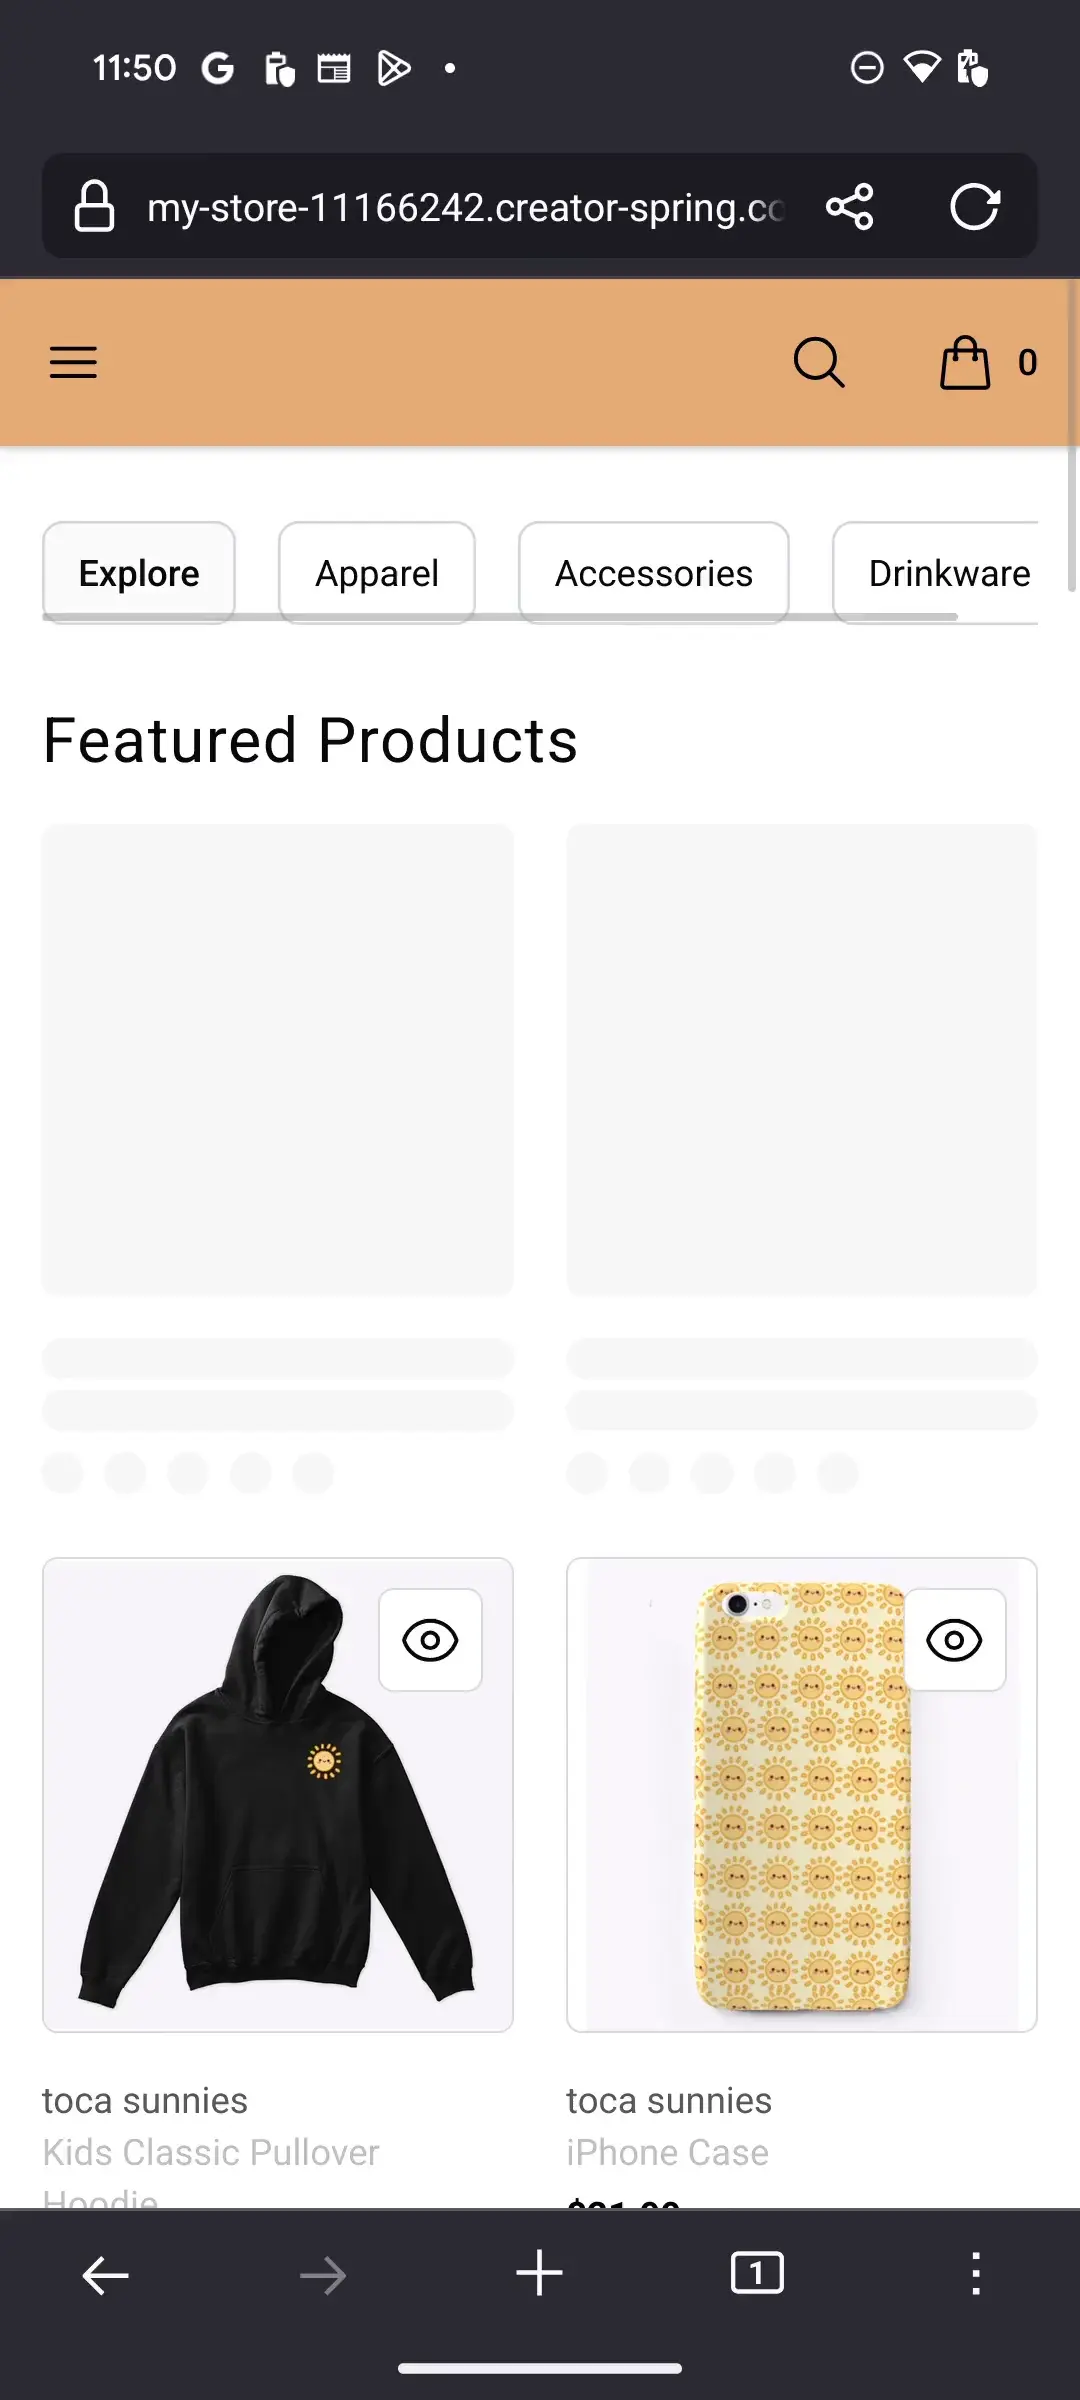 11:50
my-store-11166242.creator-spring.co
0
Explore Apparel Accessories Drinkware
Featured Products
toca sunnies
Kids Classic Pullover
Hoodie
toca sunnies
iPhone Case
1